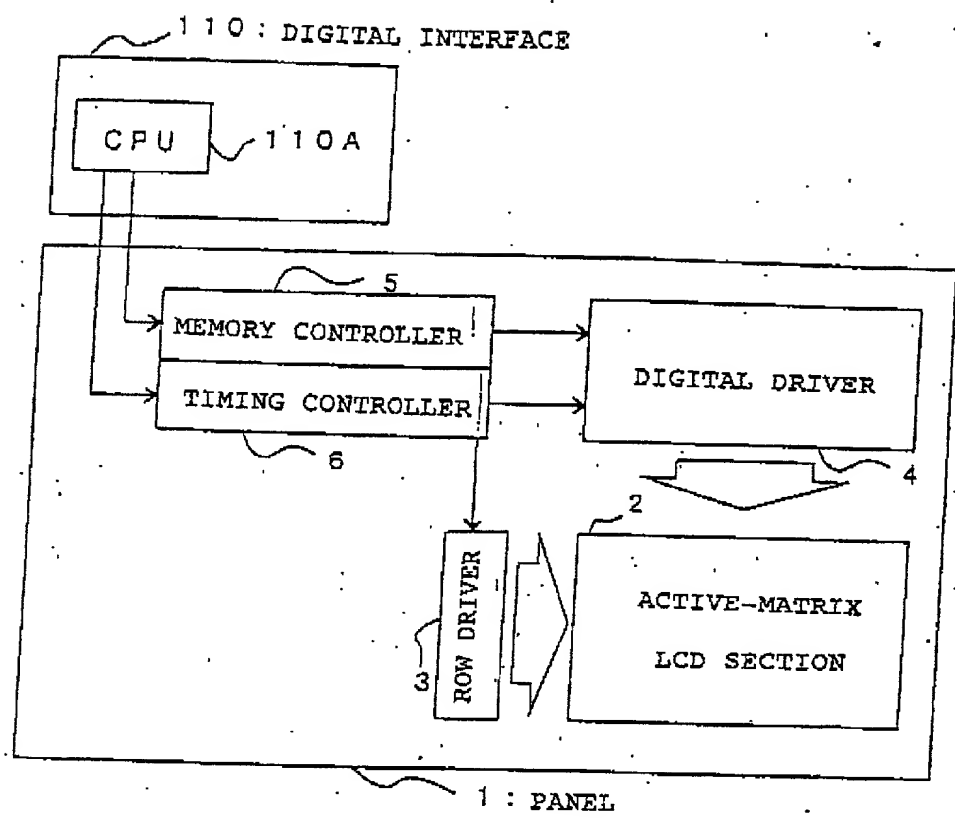 110: DIGITAL INTERFACE
CPU
110A
5
MEMORY CONTROLLER
TIMING CONTROLLER
6
DIGITAL DRIVER
4
2
ROW DRIVER
3
ACTIVE-MATRIX
LCD SECTION
1: PANEL